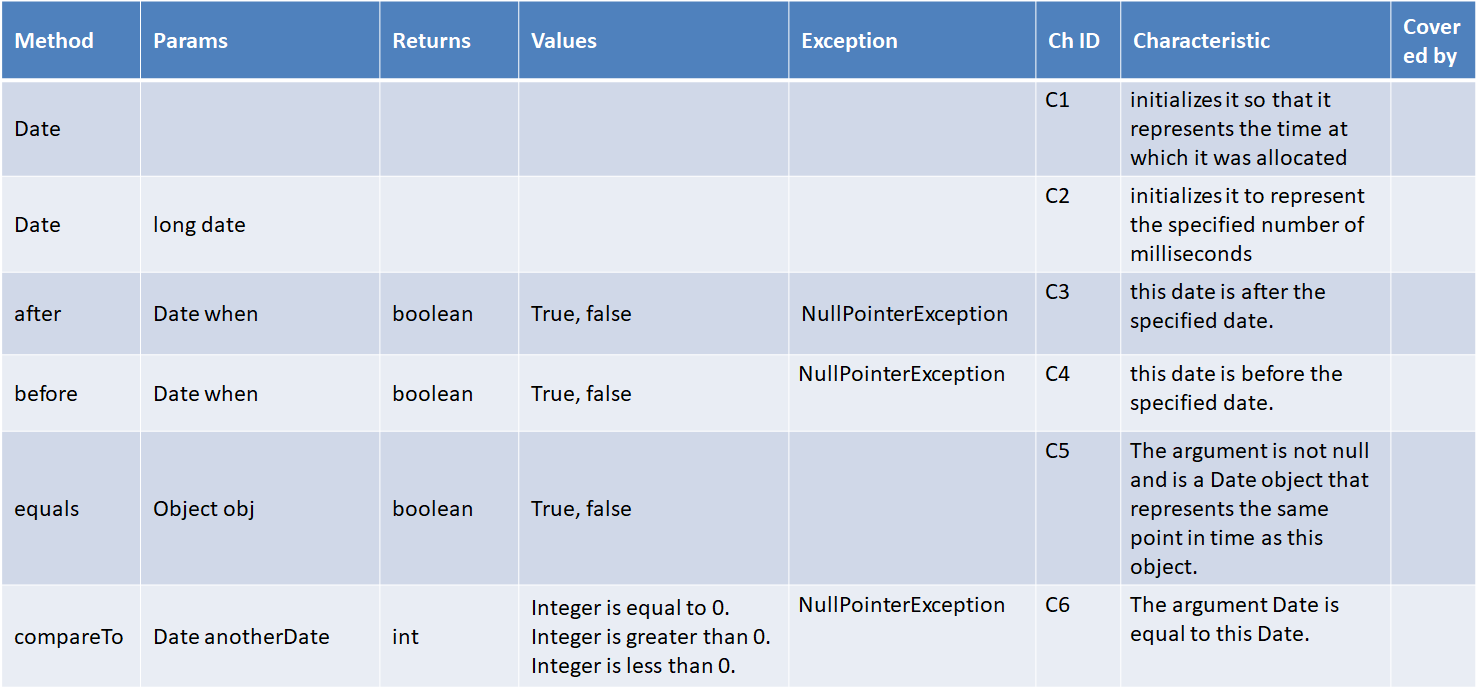 Method Params Returns Values Exception Ch ID Characteristic Cover
ed by
Date C1 initializes it so that it
represents the time at
which it was allocated
Date long date C2 initializes it to represent
the specified number of
milliseconds
after Date when boolean True, false NullPointerException C3 this date is after the
specified date.
before Date when boolean True, false NullPointerException C4 this date is before the
specified date.
equals Object obj boolean True, false C5 The argument is not null
and is a Date object that
represents the same
point in time as this
object.
compareTo Date anotherDate int Integer is equal to 0.
Integer is greater than 0.
Integer is less than 0.
NullPointerException C6 The argument Date is
equal to this Date.